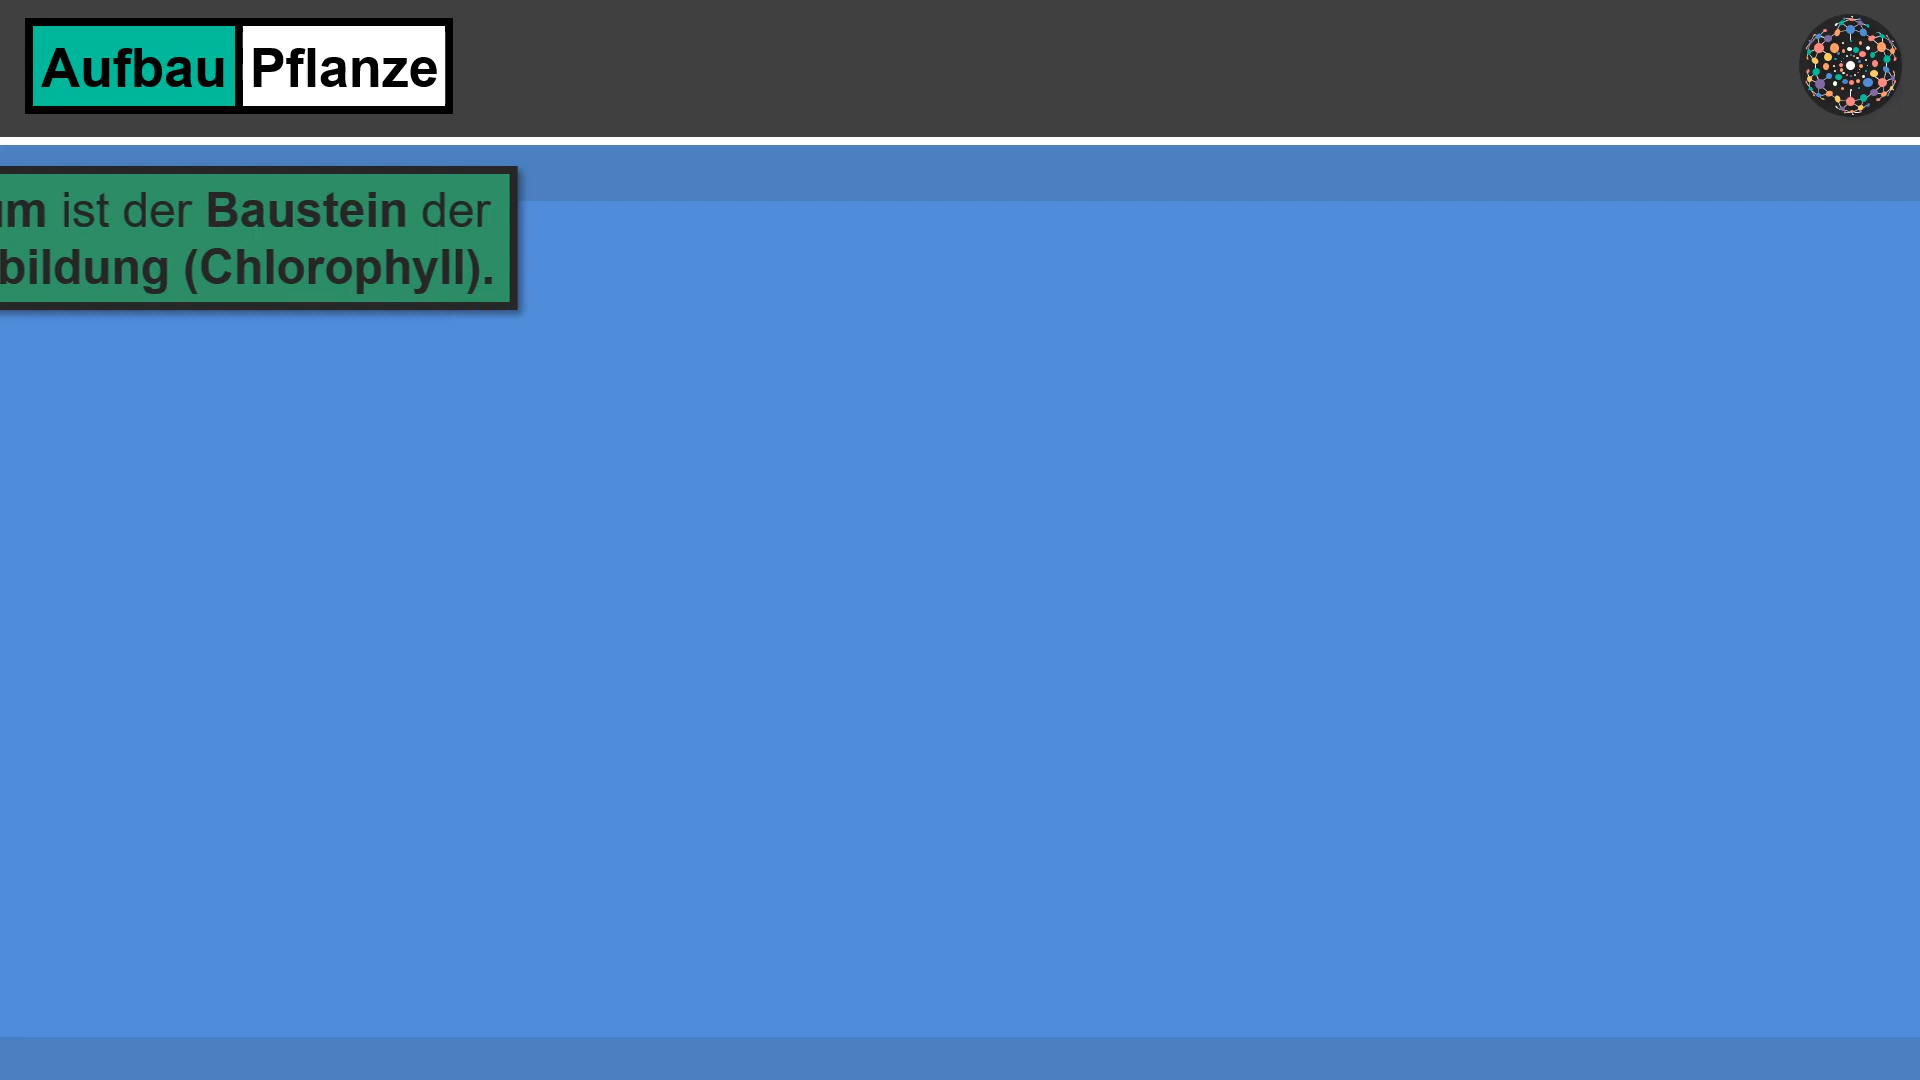 Aufbau Pflanze
ist der Baustein der
bildung (Chlorophyll).